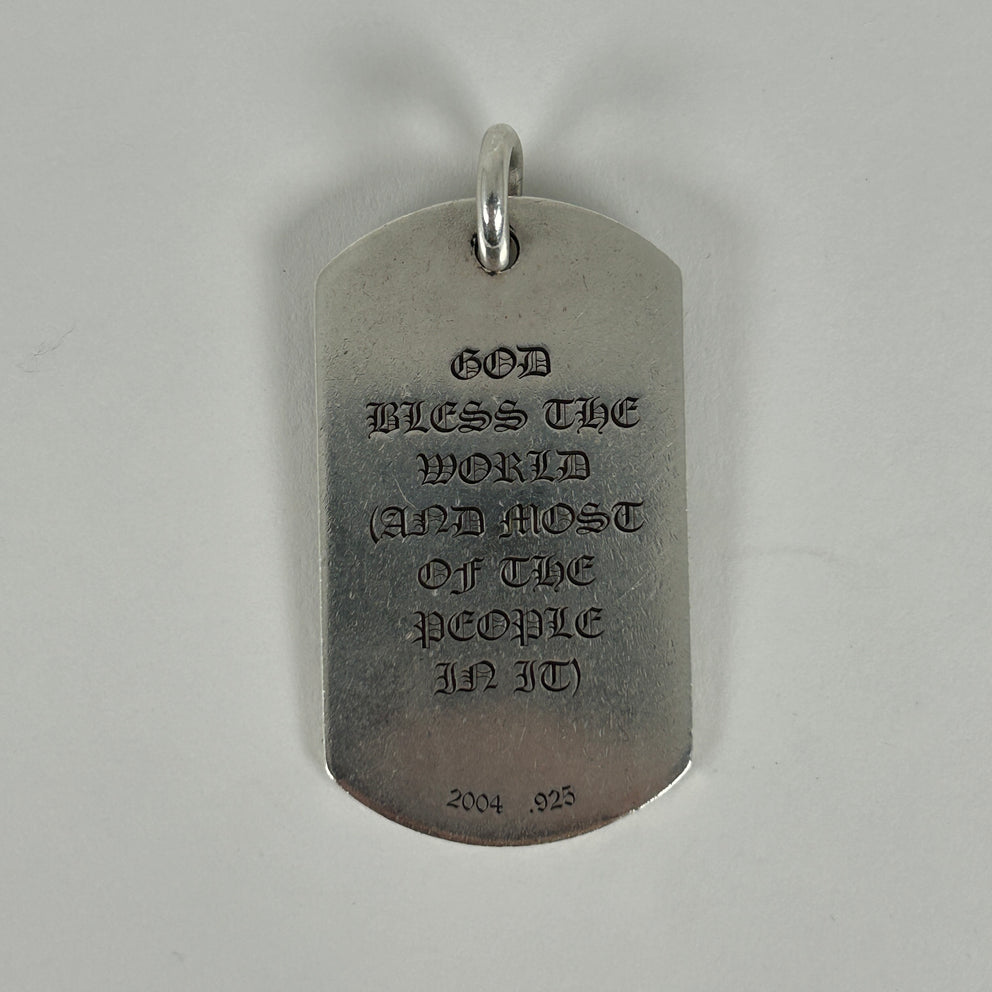 GOD
BLESS THE
WORLD
(AND MOST
OF THE
PEOPLE
IN IT)
2004 .925